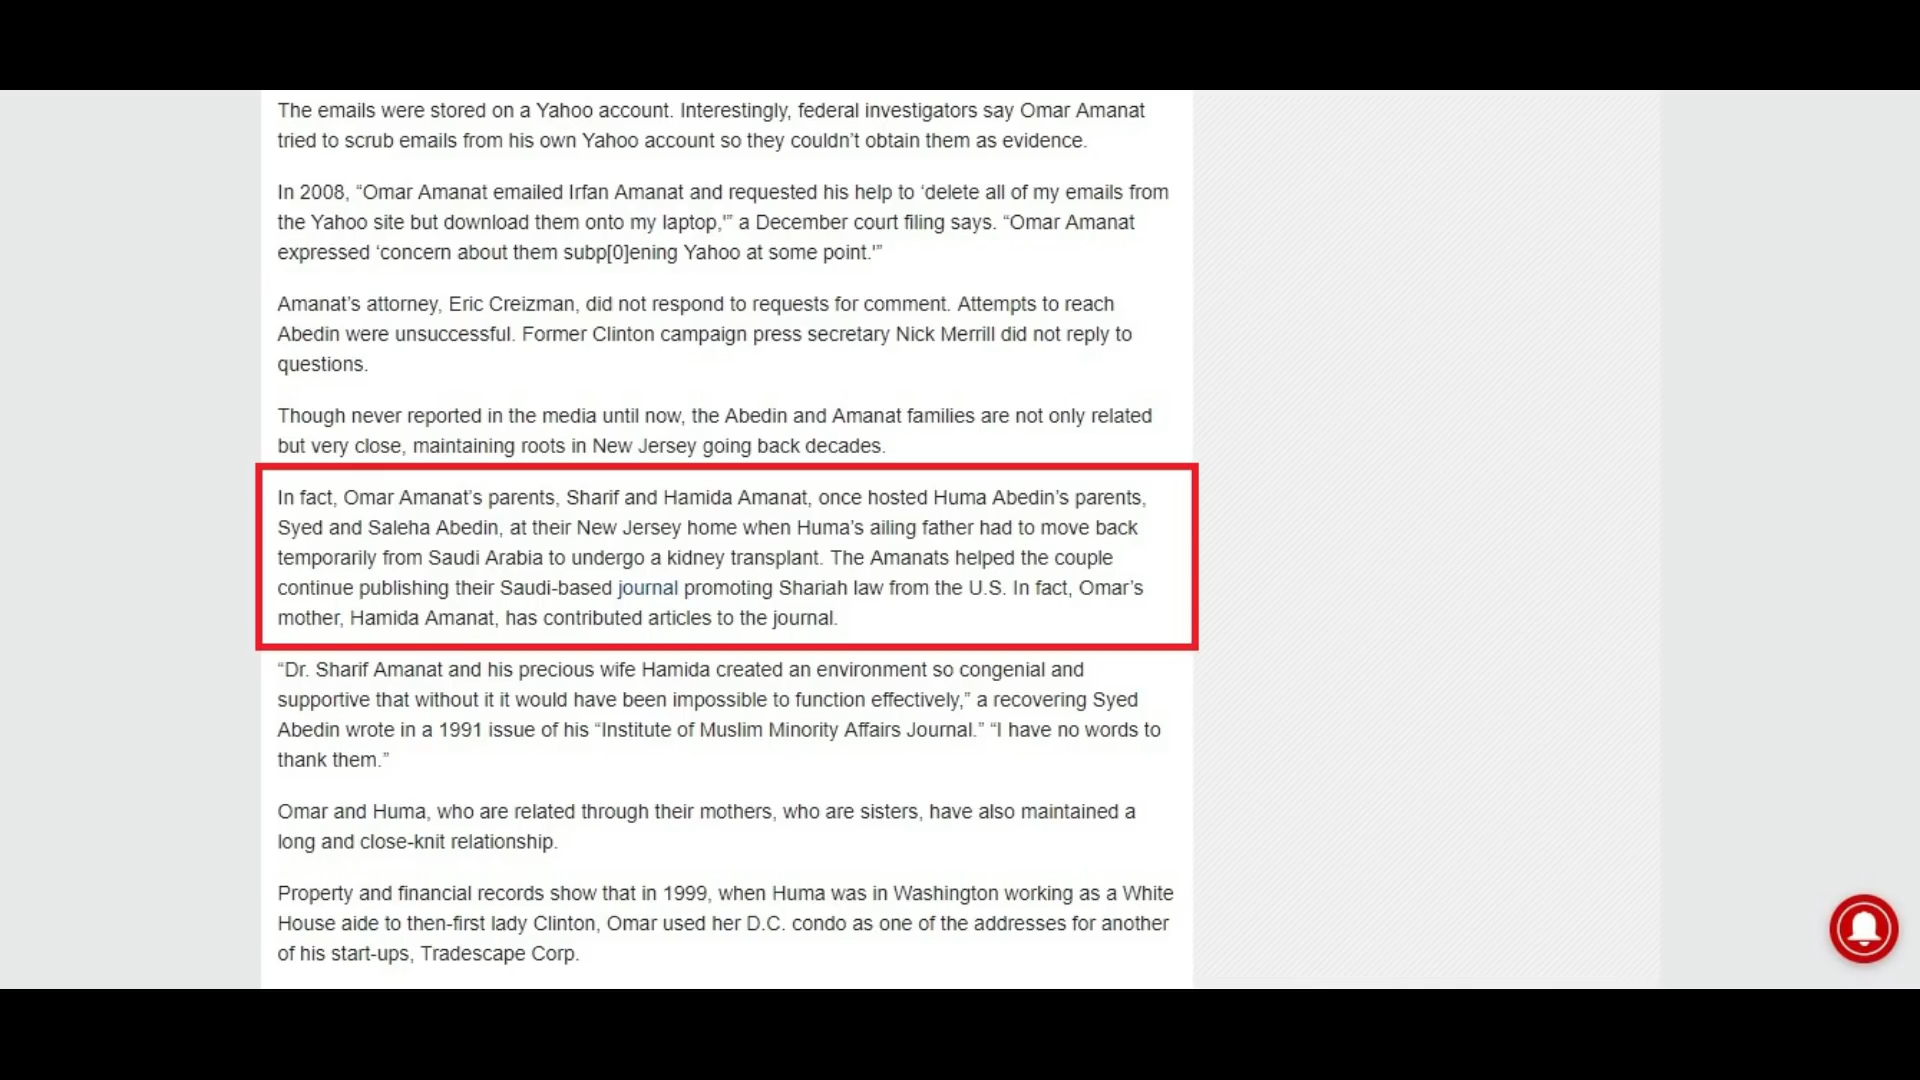 The emails were stored on a Yahoo account. Interestingly, federal investigators say Omar Amanat
tried to scrub emails from his own Yahoo account so they couldn’t obtain them as evidence.
In 2008, “Omar Amanat emailed Irfan Amanat and requested his help to ‘delete all of my emails from
the Yahoo site but download them onto my laptop,'” a December court filing says. “Omar Amanat
expressed ‘concern about them subp[0]ening Yahoo at some point.'”
Amanat’s attorney, Eric Creizman, did not respond to requests for comment. Attempts to reach
Abedin were unsuccessful. Former Clinton campaign press secretary Nick Merrill did not reply to
questions.
Though never reported in the media until now, the Abedin and Amanat families are not only related
but very close, maintaining roots in New Jersey going back decades.
In fact, Omar Amanat’s parents, Sharif and Hamida Amanat, once hosted Huma Abedin’s parents,
Syed and Saleha Abedin, at their New Jersey home when Huma’s ailing father had to move back
temporarily from Saudi Arabia to undergo a kidney transplant. The Amanats helped the couple
continue publishing their Saudi-based journal promoting Shariah law from the U.S. In fact, Omar’s
mother, Hamida Amanat, has contributed articles to the journal.
“Dr. Sharif Amanat and his precious wife Hamida created an environment so congenial and
supportive that without it it would have been impossible to function effectively,” a recovering Syed
Abedin wrote in a 1991 issue of his “Institute of Muslim Minority Affairs Journal.” “I have no words to
thank them.”
Omar and Huma, who are related through their mothers, who are sisters, have also maintained a
long and close-knit relationship.
Property and financial records show that in 1999, when Huma was in Washington working as a White
House aide to then-first lady Clinton, Omar used her D.C. condo as one of the addresses for another
of his start-ups, Tradescape Corp.